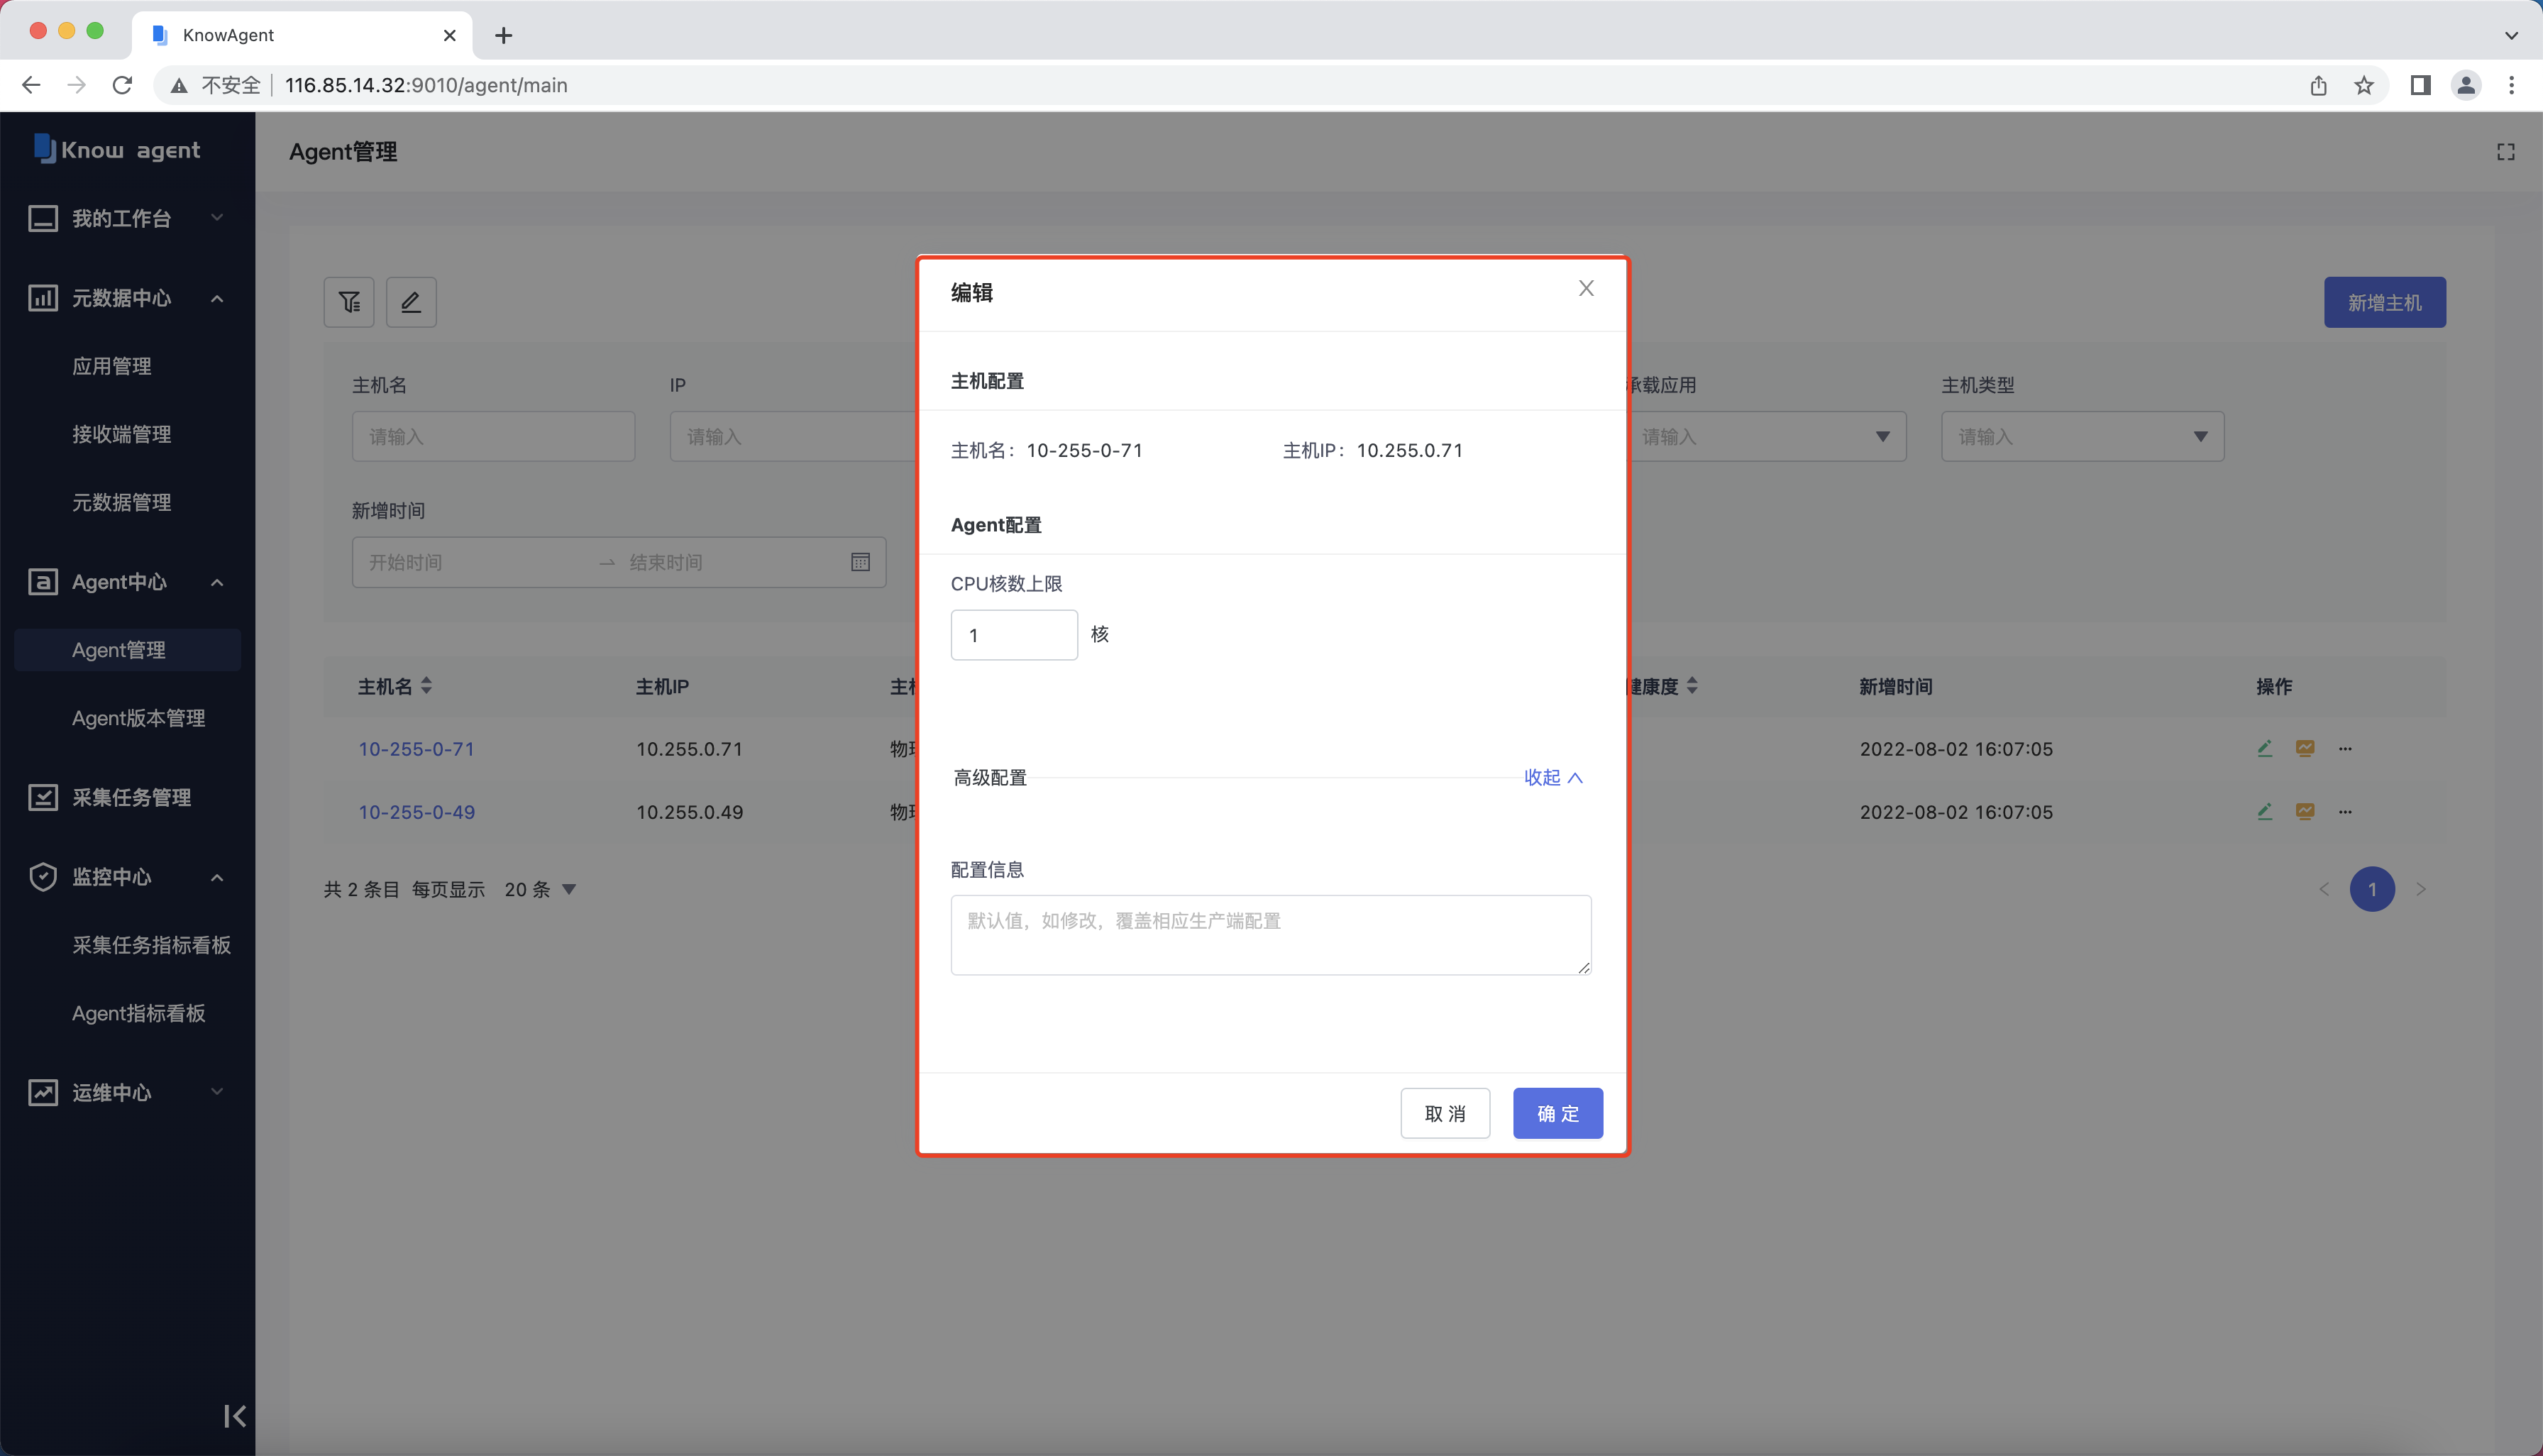 KnowAgent
不安全
116.85.14.32:9010/agent/main
Know agent
我的工作台
元数据中心
应用管理
接收端管理
元数据管理
Agent中心
Agent管理
Agent版本管理
采集任务管理
监控中心
采集任务指标看板
Agent指标看板
运维中心
Agent管理
新增主机
主机名 IP 承载应用 主机类型
请输入 请输入 请输入 请输入
新增时间
开始时间 结束时间
主机名 主机IP 主机 健康度 新增时间 操作
10-255-0-71 10.255.0.71 物理 2022-08-02 16:07:05
10-255-0-49 10.255.0.49 物理 2022-08-02 16:07:05
共 2 条目 每页显示 20 条
1
编辑
主机配置
主机名: 10-255-0-71 主机IP: 10.255.0.71
Agent配置
CPU核数上限
1 核
高级配置 收起
配置信息
默认值，如修改，覆盖相应生产端配置
取 消 确 定